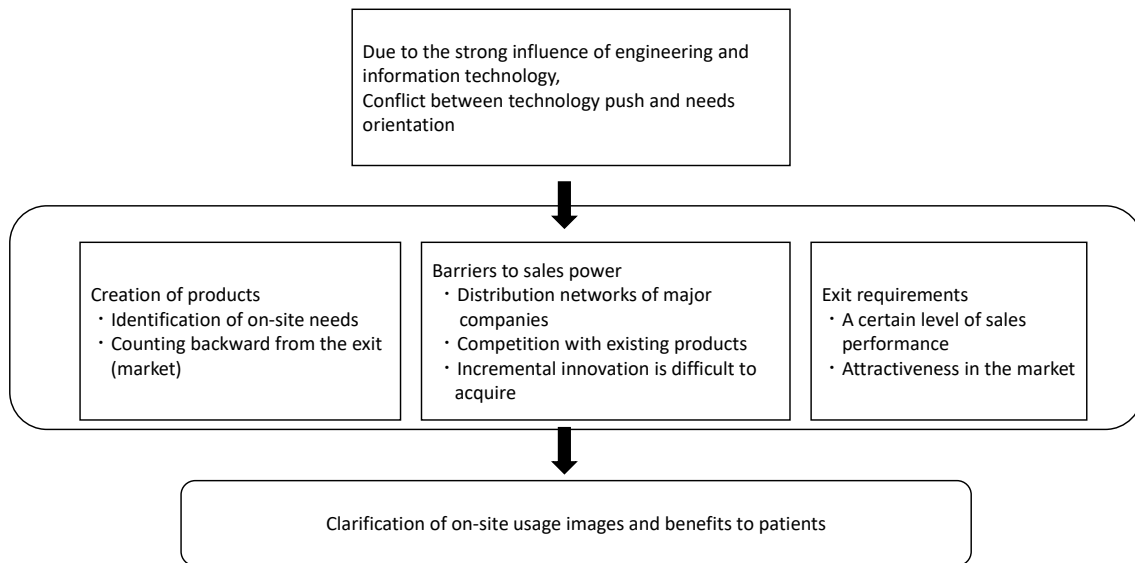 Due to the strong influence of engineering and
information technology,
Conflict between technology push and needs
orientation
Creation of products
・Identification of on-site needs
・Counting backward from the exit
(market)
Barriers to sales power
・Distribution networks of major
companies
・Competition with existing products
・Incremental innovation is difficult to
acquire
Exit requirements
・A certain level of sales
performance
・Attractiveness in the market
Clarification of on-site usage images and benefits to patients